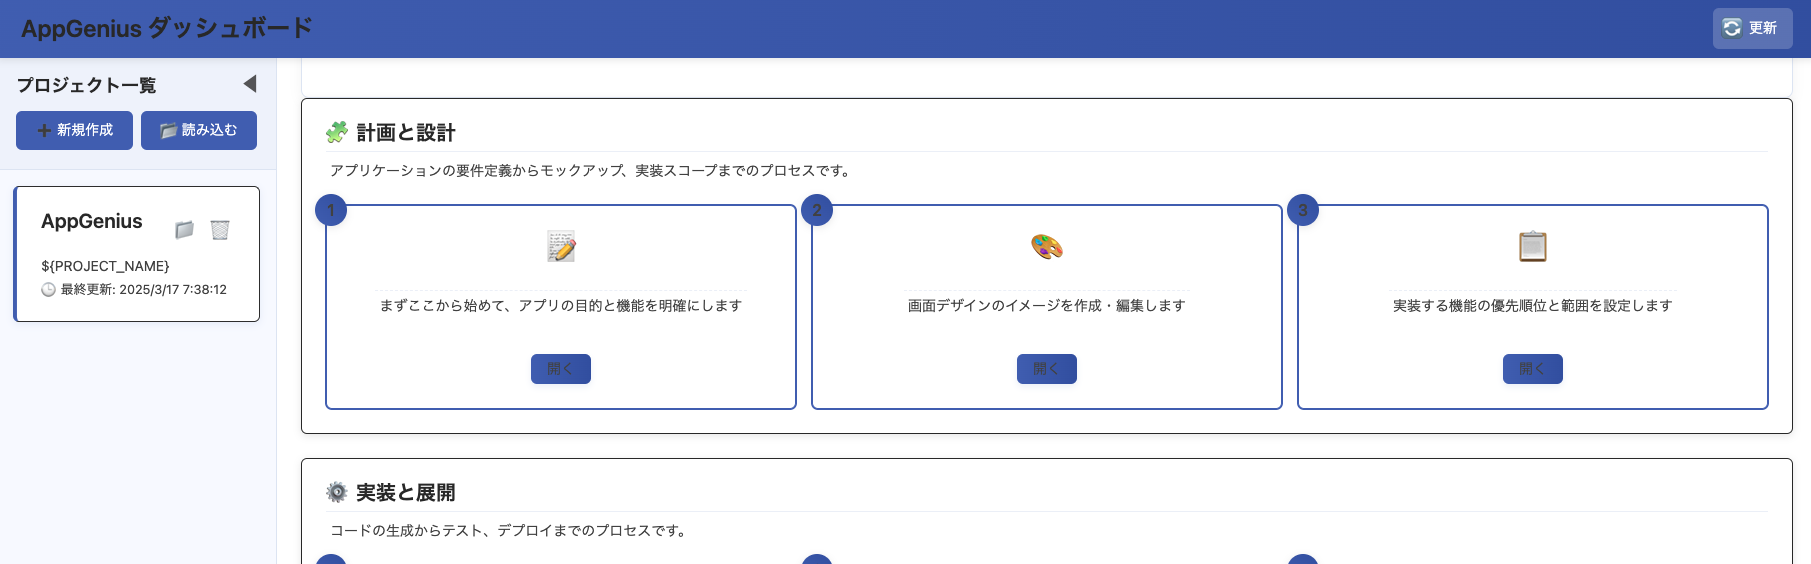 AppGenius ダッシュボード
更新
プロジェクト一覧
新規作成
読み込む
AppGenius
${PROJECT_NAME}
最終更新: 2025/3/17 7:38:12
計画と設計
アプリケーションの要件定義からモックアップ、実装スコープまでのプロセスです。
1
まずここから始めて、アプリの目的と機能を明確にします
開く
2
画面デザインのイメージを作成・編集します
開く
3
実装する機能の優先順位と範囲を設定します
開く
実装と展開
コードの生成からテスト、デプロイまでのプロセスです。